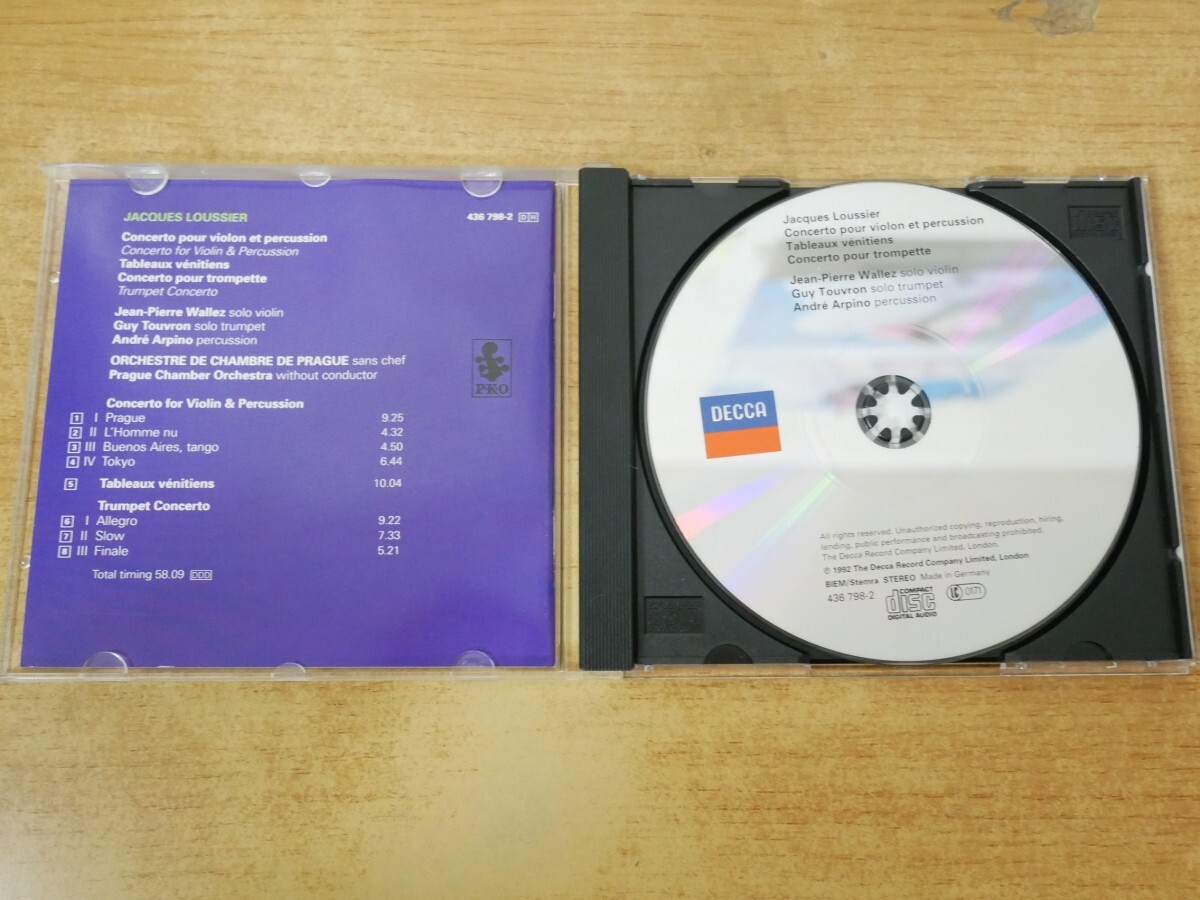 JACQUES LOUSSIER 436 798-2 DH
Concerto pour violon et percussion
Concerto for Violin & Percussion
Tableaux vénitiens
Concerto pour trompette
Trumpet Concerto
Jean-Pierre Wallez solo violin
Guy Touvron solo trumpet
André Arpino percussion
ORCHESTRE DE CHAMBRE DE PRAGUE sans chef
Prague Chamber Orchestra without conductor
P·K·O
Concerto for Violin & Percussion
1 I Prague 9.25
2 II L'Homme nu 4.32
3 III Buenos Aires, tango 4.50
4 IV Tokyo 6.44
5 Tableaux vénitiens 10.04
Trumpet Concerto
6 I Allegro 9.22
7 II Slow 7.33
8 III Finale 5.21
Total timing 58.09 DDD
Jacques Loussier
Concerto pour violon et percussion
Tableaux vénitiens
Concerto pour trompette
Jean-Pierre Wallez solo violin
Guy Touvron solo trumpet
André Arpino percussion
DECCA
All rights reserved. Unauthorized copying, reproduction, hiring,
lending, public performance and broadcasting prohibited.
The Decca Record Company Limited, London.
℗ 1992 The Decca Record Company Limited, London
BIEM/Stemra STEREO Made in Germany
436 798-2
COMPACT
disc
DIGITAL AUDIO
LC 0171